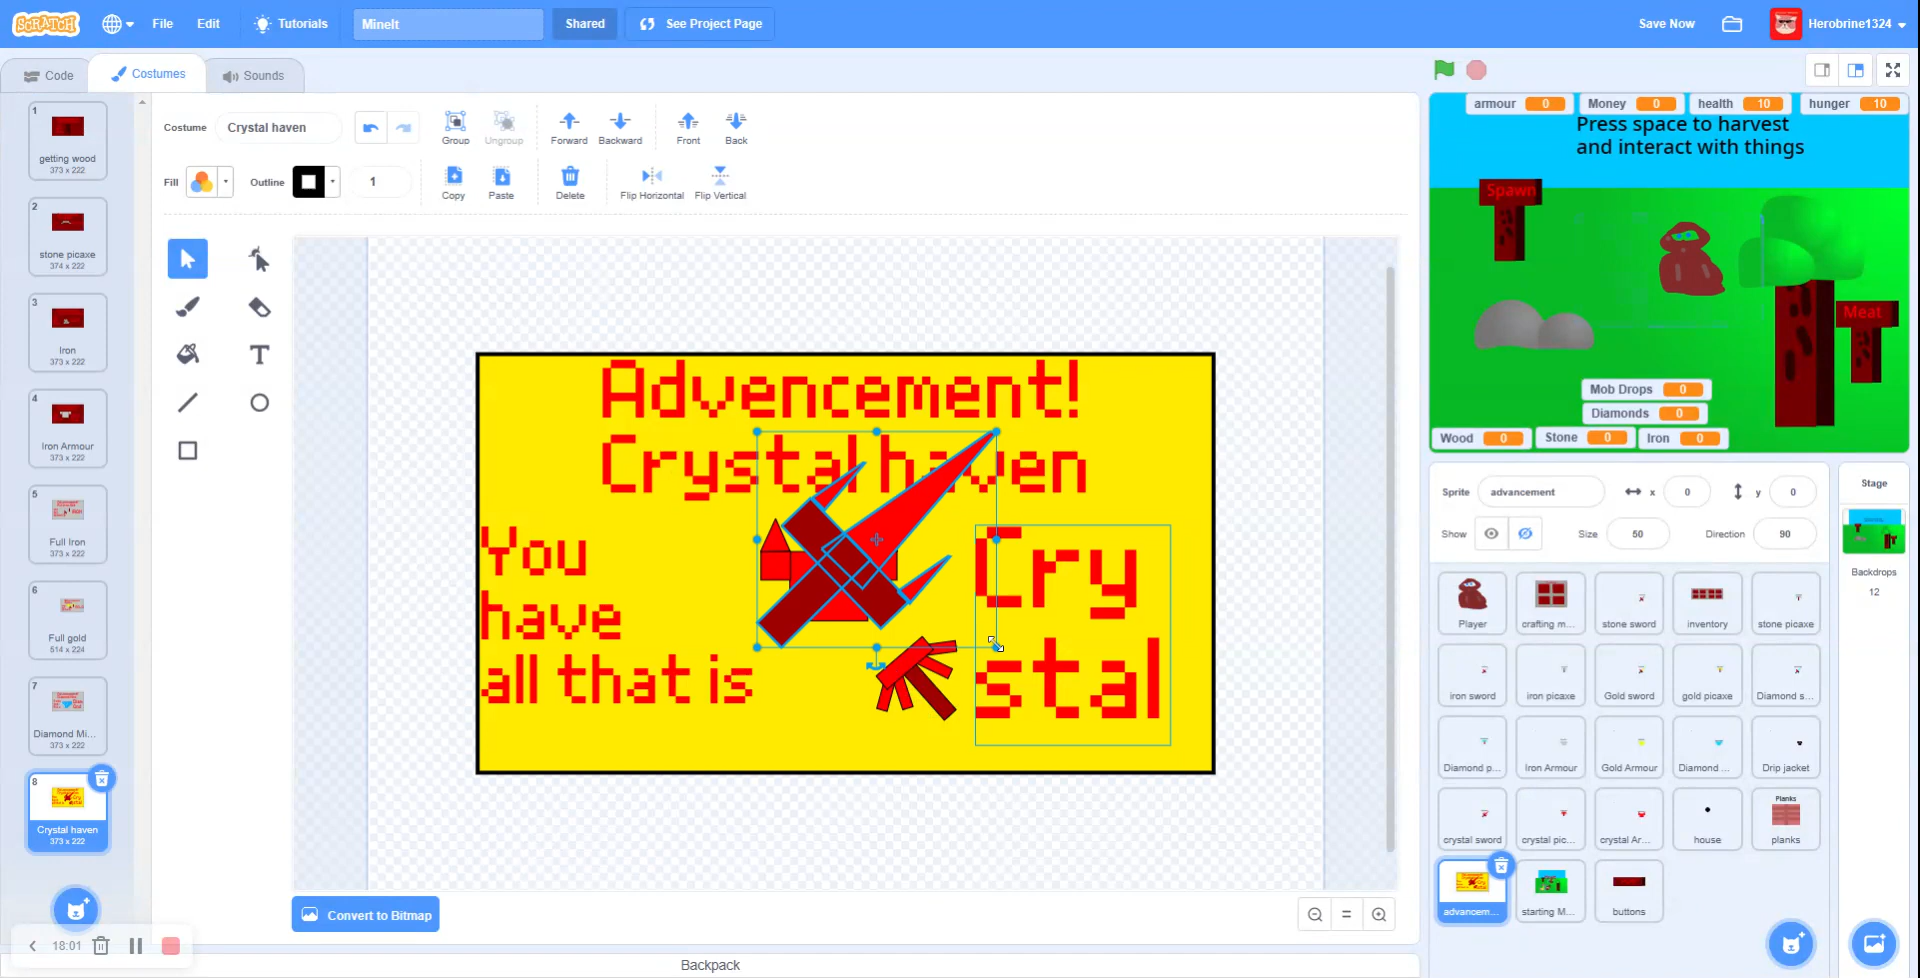 SCRATCH
File
Edit
Tutorials
MineIt
Shared
See Project Page
Save Now
Herobrine1324
Code
Costumes
Sounds
1
getting wood
373 x 222
2
stone picaxe
374 x 222
3
Iron
373 x 222
4
Iron Armour
373 x 222
5
Full Iron
373 x 222
6
Full gold
514 x 224
7
Diamond Mi...
373 x 222
8
Crystal haven
373 x 222
Costume
Crystal haven
Group
Ungroup
Forward
Backward
Front
Back
Fill
Outline
1
Copy
Paste
Delete
Flip Horizontal
Flip Vertical
T
Advencement!
Crystal haven
You
have
all that is
Cry
stal
Convert to Bitmap
18:01
Backpack
armour 0
Money 0
health 10
hunger 10
Press space to harvest
and interact with things
Spawn
Meat
Mob Drops 0
Diamonds 0
Wood 0
Stone 0
Iron 0
Sprite
advancement
x 0
y 0
Show
Size 50
Direction 90
Player
crafting m...
stone sword
inventory
stone picaxe
iron sword
iron picaxe
Gold sword
gold picaxe
Diamond s...
Diamond p...
Iron Armour
Gold Armour
Diamond ...
Drip jacket
crystal sword
crystal pic...
crystal Ar...
house
Planks
planks
advancem...
starting M...
buttons
Stage
Backdrops
12